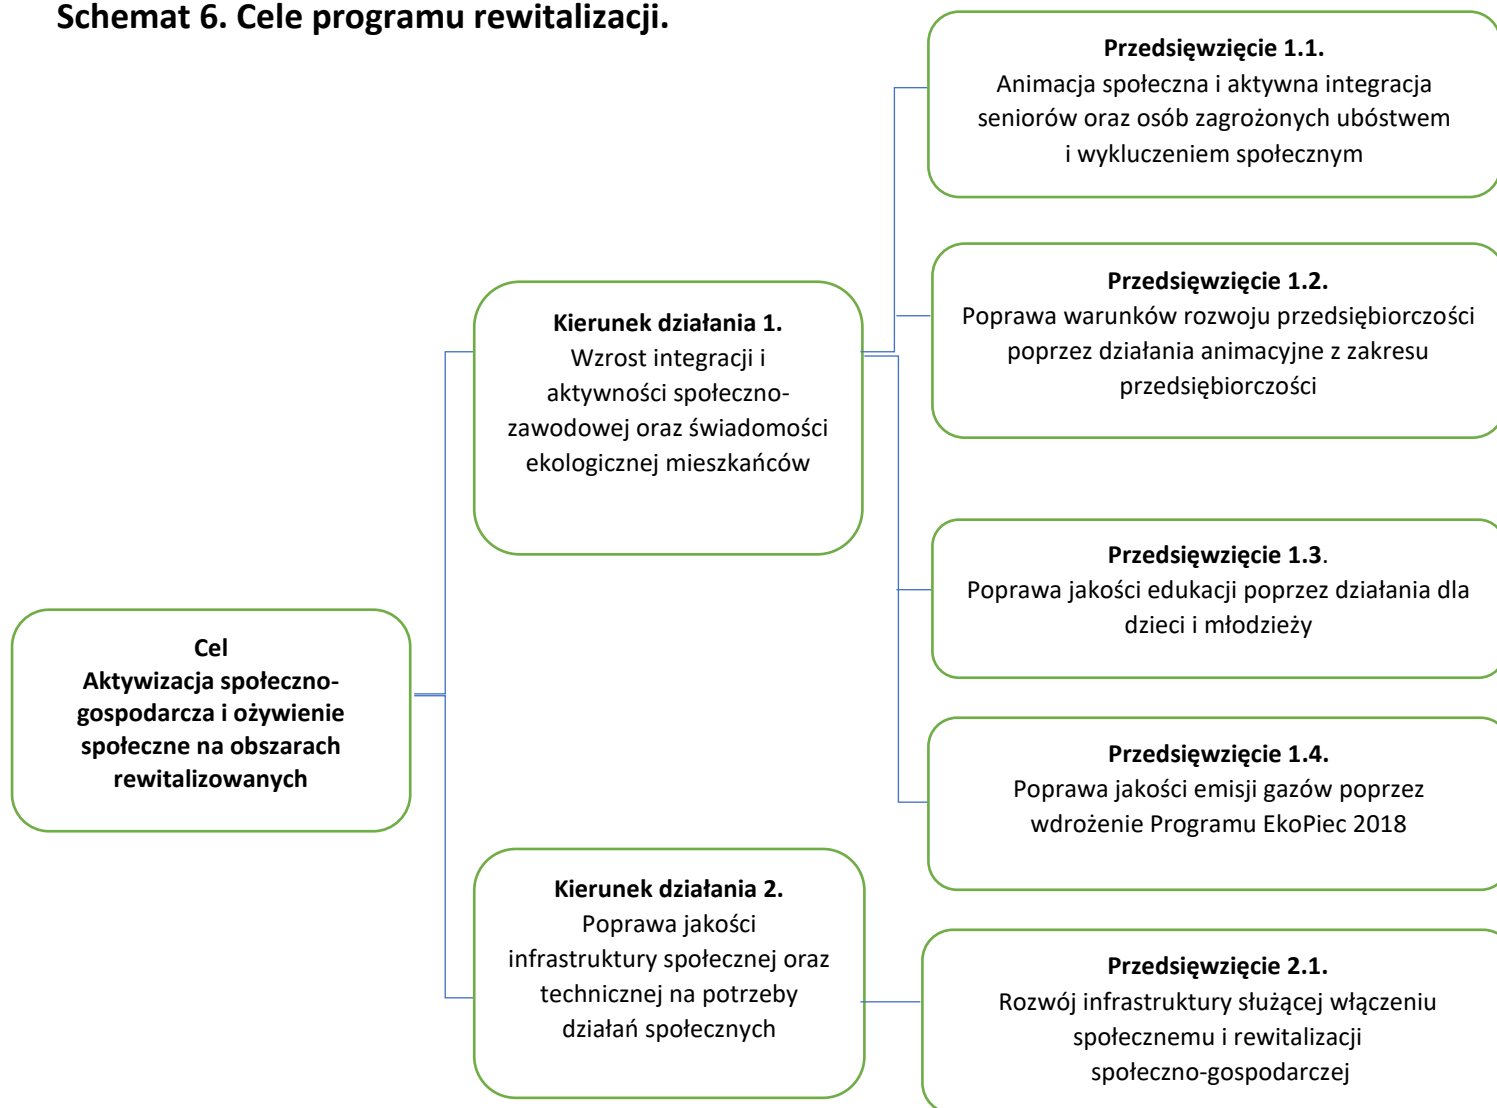 Schemat 6. Cele programu rewitalizacji.
Cel
Aktywizacja społeczno-
gospodarcza i ożywienie
społeczne na obszarach
rewitalizowanych
Kierunek działania 1.
Wzrost integracji i
aktywności społeczno-
zawodowej oraz świadomości
ekologicznej mieszkańców
Przedsięwzięcie 1.1.
Animacja społeczna i aktywna integracja
seniorów oraz osób zagrożonych ubóstwem
i wykluczeniem społecznym
Przedsięwzięcie 1.2.
Poprawa warunków rozwoju przedsiębiorczości
poprzez działania animacyjne z zakresu
przedsiębiorczości
Przedsięwzięcie 1.3.
Poprawa jakości edukacji poprzez działania dla
dzieci i młodzieży
Przedsięwzięcie 1.4.
Poprawa jakości emisji gazów poprzez
wdrożenie Programu EkoPiec 2018
Kierunek działania 2.
Poprawa jakości
infrastruktury społecznej oraz
technicznej na potrzeby
działań społecznych
Przedsięwzięcie 2.1.
Rozwój infrastruktury służącej włączeniu
społecznemu i rewitalizacji
społeczno-gospodarczej